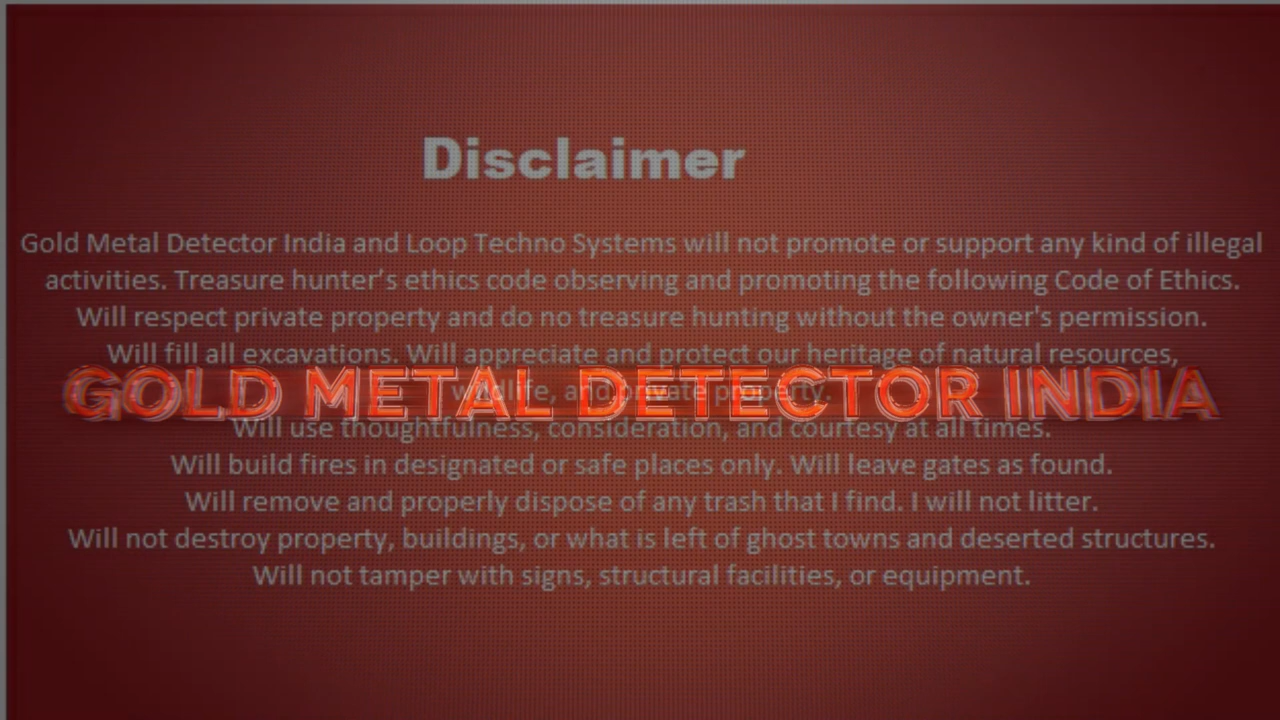 Disclaimer
Gold Metal Detector India and Loop Techno Systems will not promote or support any kind of illegal
activities. Treasure hunter's ethics code observing and promoting the following Code of Ethics.
Will respect private property and do no treasure hunting without the owner's permission.
Will fill all excavations. Will appreciate and protect our heritage of natural resources,
wildlife, and private property.
GOLD METAL DETECTOR INDIA
Will use thoughtfulness, consideration, and courtesy at all times.
Will build fires in designated or safe places only. Will leave gates as found.
Will remove and properly dispose of any trash that I find. I will not litter.
Will not destroy property, buildings, or what is left of ghost towns and deserted structures.
Will not tamper with signs, structural facilities, or equipment.